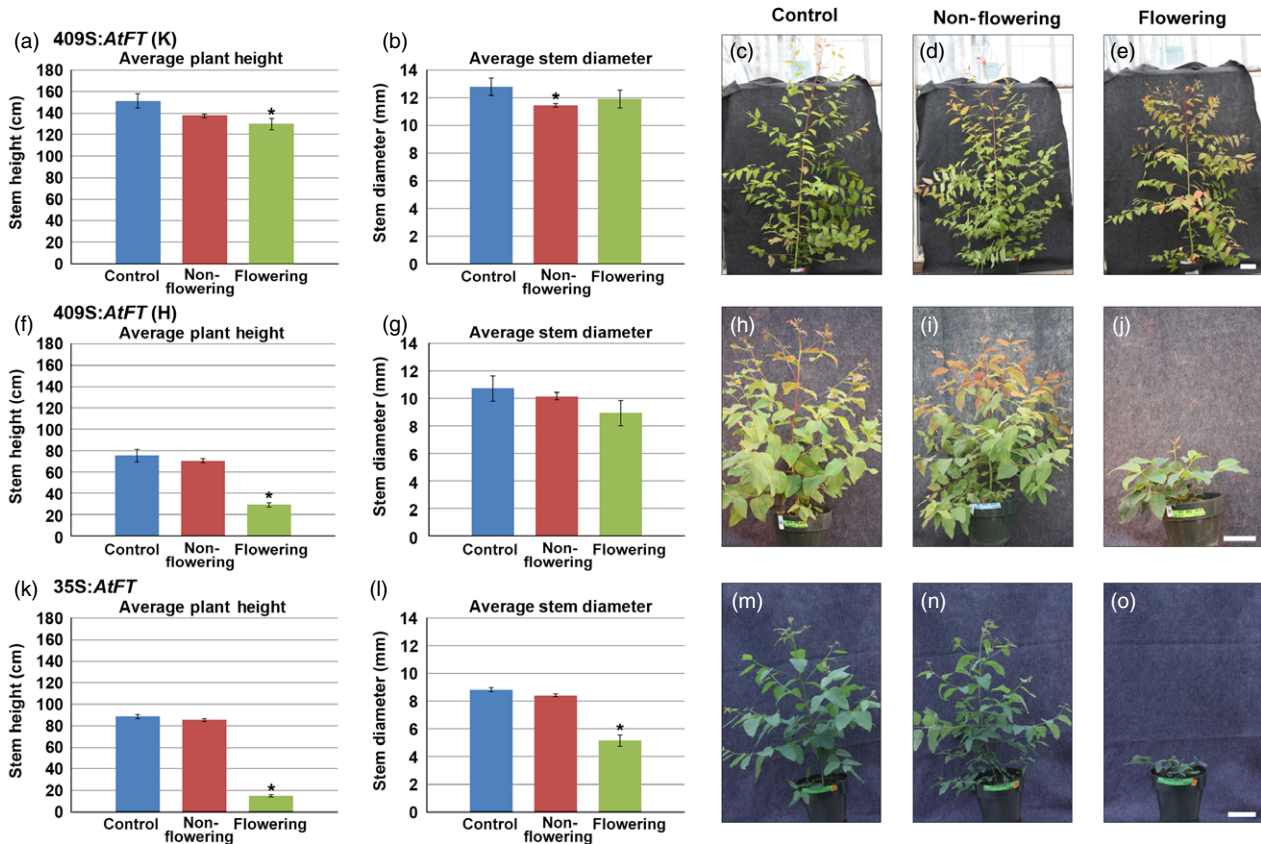 Control Non-flowering Flowering
(a) 409S:AtFT (K)
Average plant height
Stem height (cm)
180
160
140
120
100
80
60
40
20
0
*
Control Non-flowering Flowering
(b)
Average stem diameter
Stem diameter (mm)
14
12
10
8
6
4
2
0
*
Control Non-flowering Flowering
(c)
(d)
(e)
(f) 409S:AtFT (H)
Average plant height
Stem height (cm)
180
160
140
120
100
80
60
40
20
0
*
Control Non-flowering Flowering
(g)
Average stem diameter
Stem diameter (mm)
14
12
10
8
6
4
2
0
Control Non-flowering Flowering
(h)
(i)
(j)
(k) 35S:AtFT
Average plant height
Stem height (cm)
180
160
140
120
100
80
60
40
20
0
*
Control Non-flowering Flowering
(l)
Average stem diameter
Stem diameter (mm)
14
12
10
8
6
4
2
0
*
Control Non-flowering Flowering
(m)
(n)
(o)